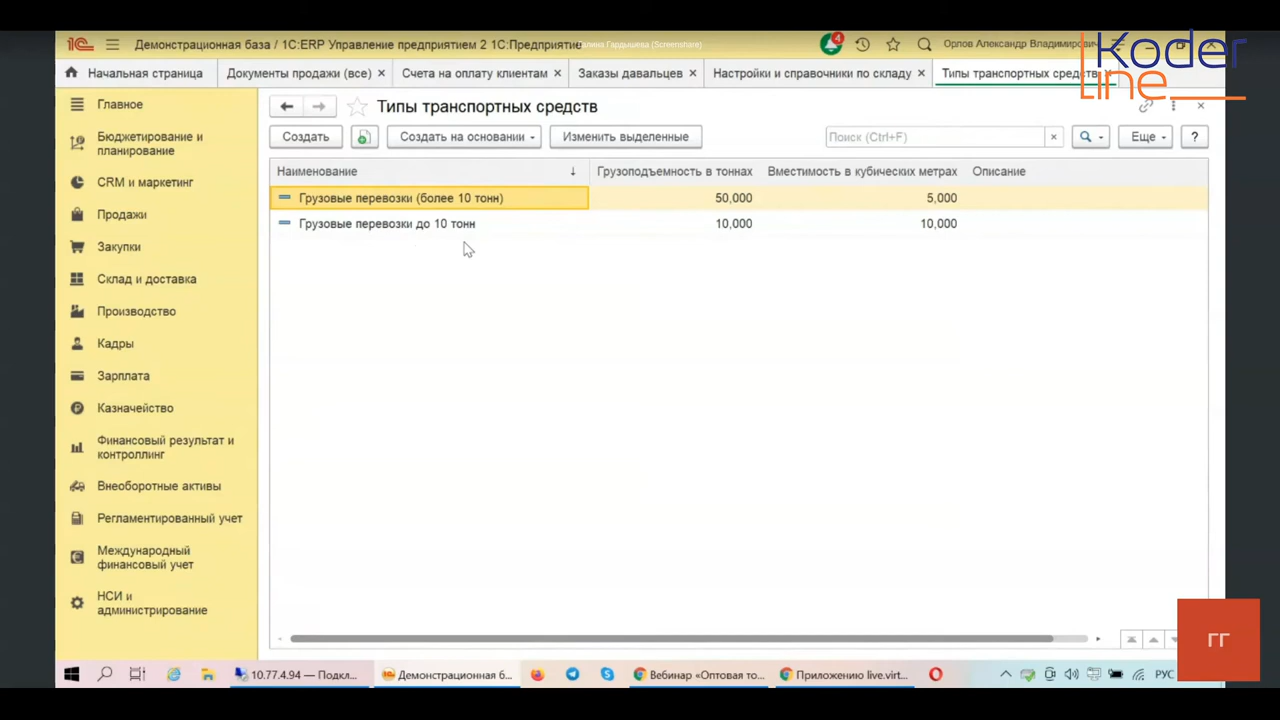 Демонстрационная база / 1С:ERP Управление предприятием 2 1С:Предприятие
Галина Гардышева (Screenshare)
4
Орлов Александр Владимирович
Koder
line
Начальная страница
Документы продажи (все) ×
Счета на оплату клиентам ×
Заказы давальцев ×
Настройки и справочники по складу ×
Типы транспортных средств ×
Главное
Бюджетирование и
планирование
CRM и маркетинг
Продажи
Закупки
Склад и доставка
Производство
Кадры
Зарплата
Казначейство
Финансовый результат и
контроллинг
Внеоборотные активы
Регламентированный учет
Международный
финансовый учет
НСИ и
администрирование
Типы транспортных средств
Создать
Создать на основании
Изменить выделенные
Поиск (Ctrl+F)
×
Еще
?
Наименование ↓ Грузоподъемность в тоннах Вместимость в кубических метрах Описание
Грузовые перевозки (более 10 тонн) 50,000 5,000
Грузовые перевозки до 10 тонн 10,000 10,000
ГГ
10.77.4.94 — Подкл...
Демонстрационная б...
Вебинар «Оптовая то...
Приложению live.virt...
РУС